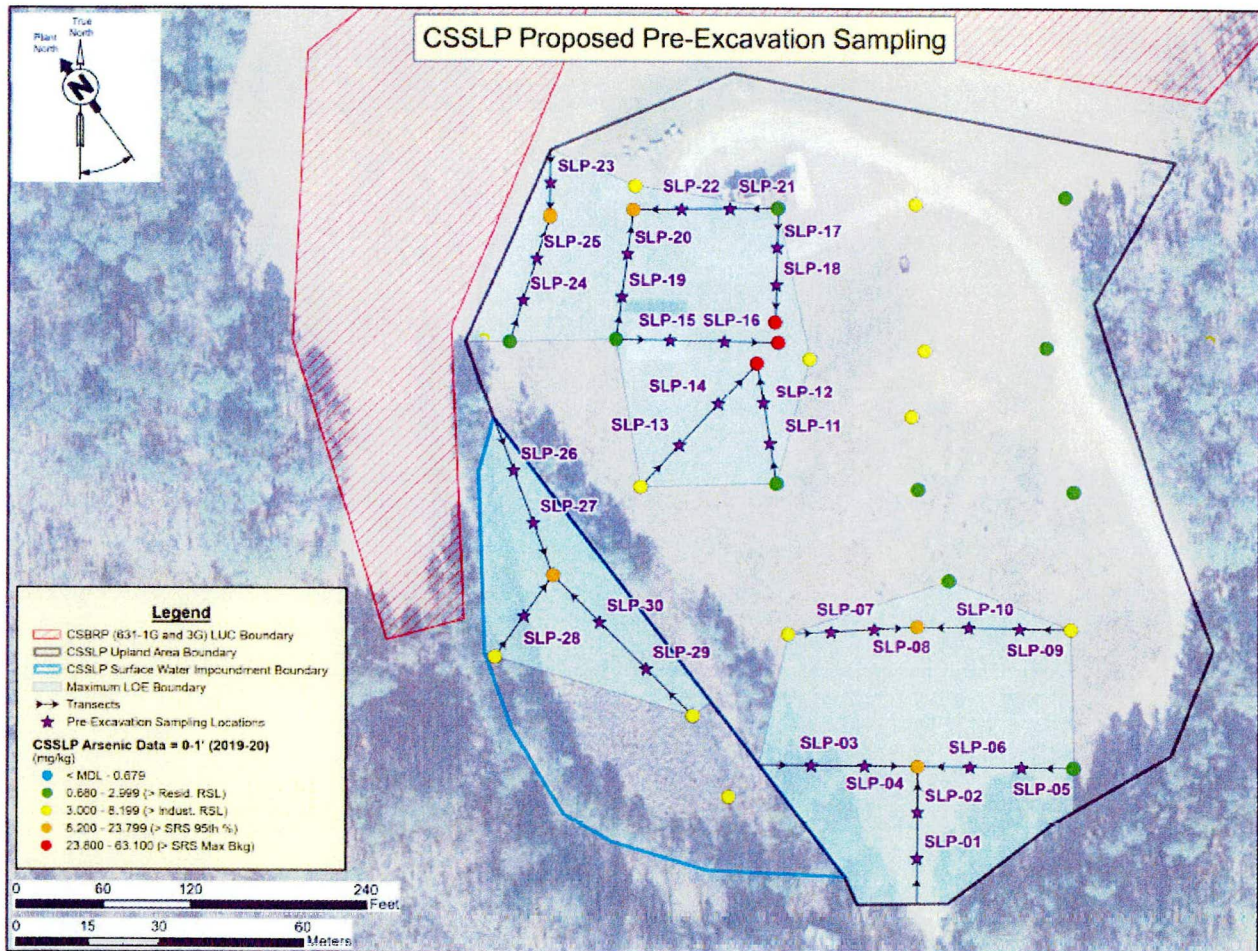 CSSLP Proposed Pre-Excavation Sampling
True
North
Plant
North
N
SLP-23
SLP-22
SLP-21
SLP-17
SLP-25
SLP-20
SLP-18
SLP-24
SLP-19
SLP-15
SLP-16
SLP-14
SLP-12
SLP-13
SLP-11
SLP-26
SLP-27
SLP-30
SLP-28
SLP-29
SLP-07
SLP-10
SLP-08
SLP-09
SLP-03
SLP-06
SLP-04
SLP-05
SLP-02
SLP-01
Legend
CSBRP (631-1G and 3G) LUC Boundary
CSSLP Upland Area Boundary
CSSLP Surface Water Impoundment Boundary
Maximum LOE Boundary
Transects
Pre-Excavation Sampling Locations
CSSLP Arsenic Data = 0-1' (2019-20)
(mg/kg)
< MDL - 0.679
0.680 - 2.999 (> Resid. RSL)
3.000 - 8.199 (> Indust. RSL)
8.200 - 23.799 (> SRS 95th %)
23.800 - 63.100 (> SRS Max Bkg)
0 60 120 240
Feet
0 15 30 60
Meters